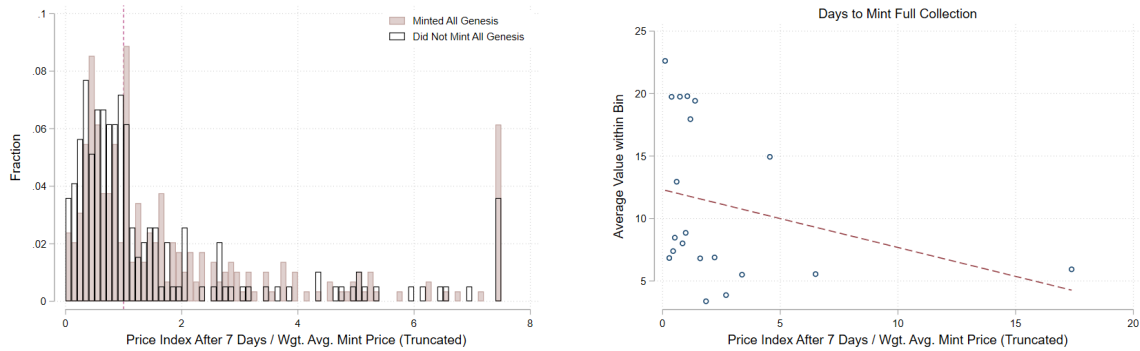 .1
.08
.06
.04
.02
0
Fraction
Minted All Genesis
Did Not Mint All Genesis
0 2 4 6 8
Price Index After 7 Days / Wgt. Avg. Mint Price (Truncated)
Days to Mint Full Collection
25
20
15
10
5
Average Value within Bin
0 5 10 15 20
Price Index After 7 Days / Wgt. Avg. Mint Price (Truncated)